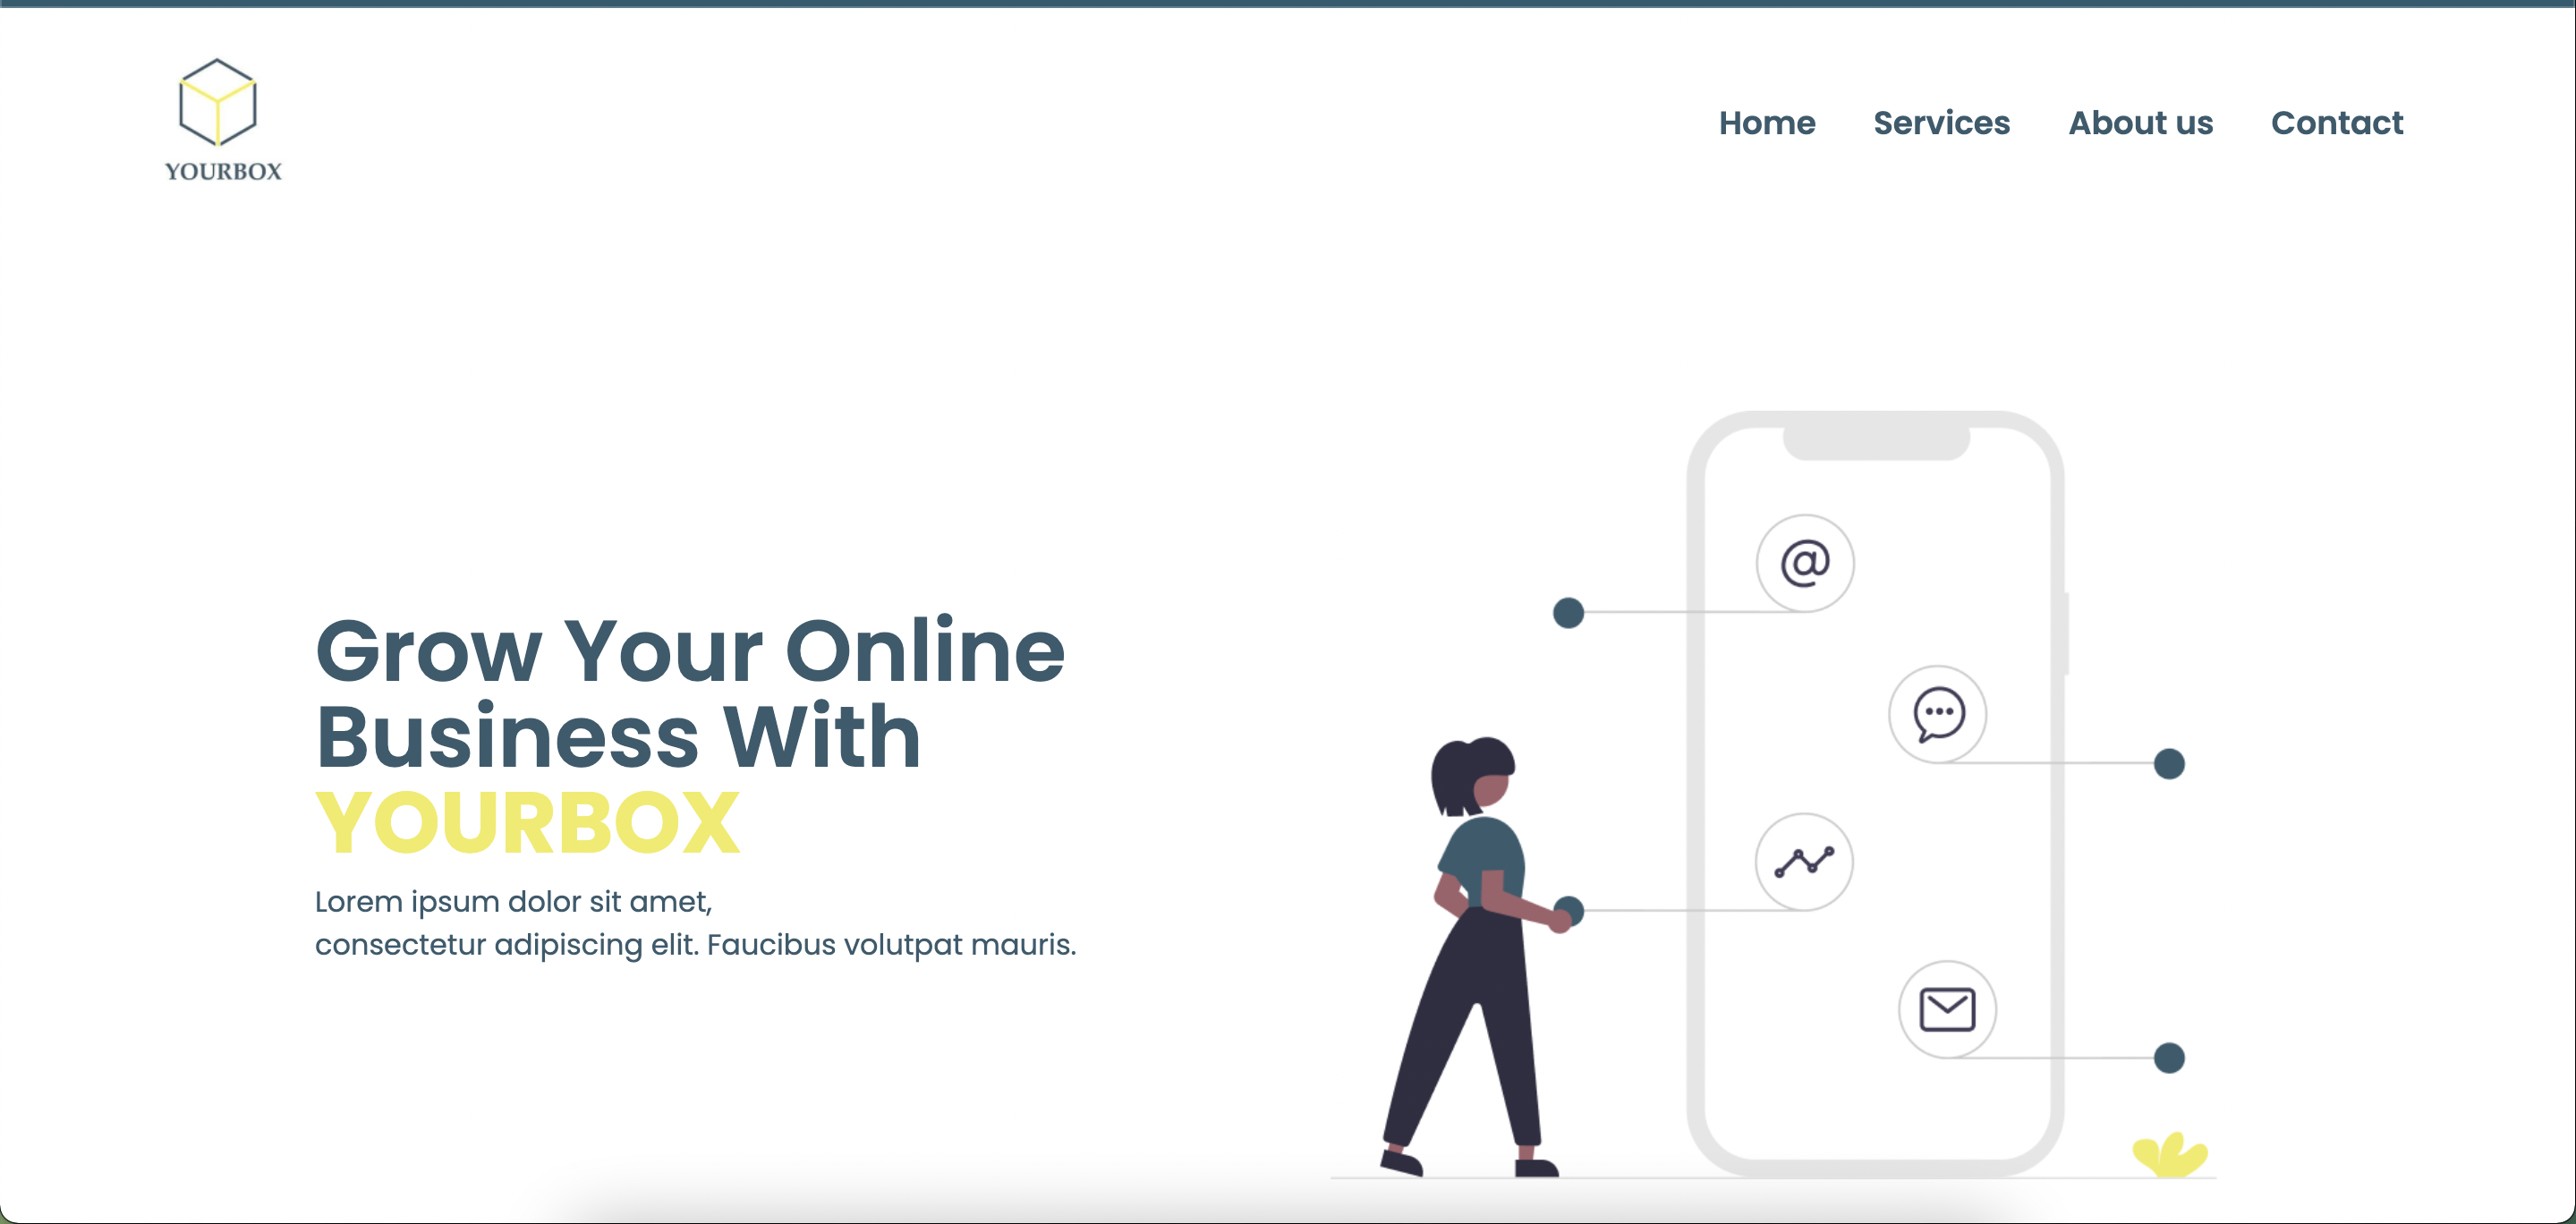 YOURBOX
Home Services About us Contact
@
Grow Your Online
Business With
YOURBOX
Lorem ipsum dolor sit amet,
consectetur adipiscing elit. Faucibus volutpat mauris.